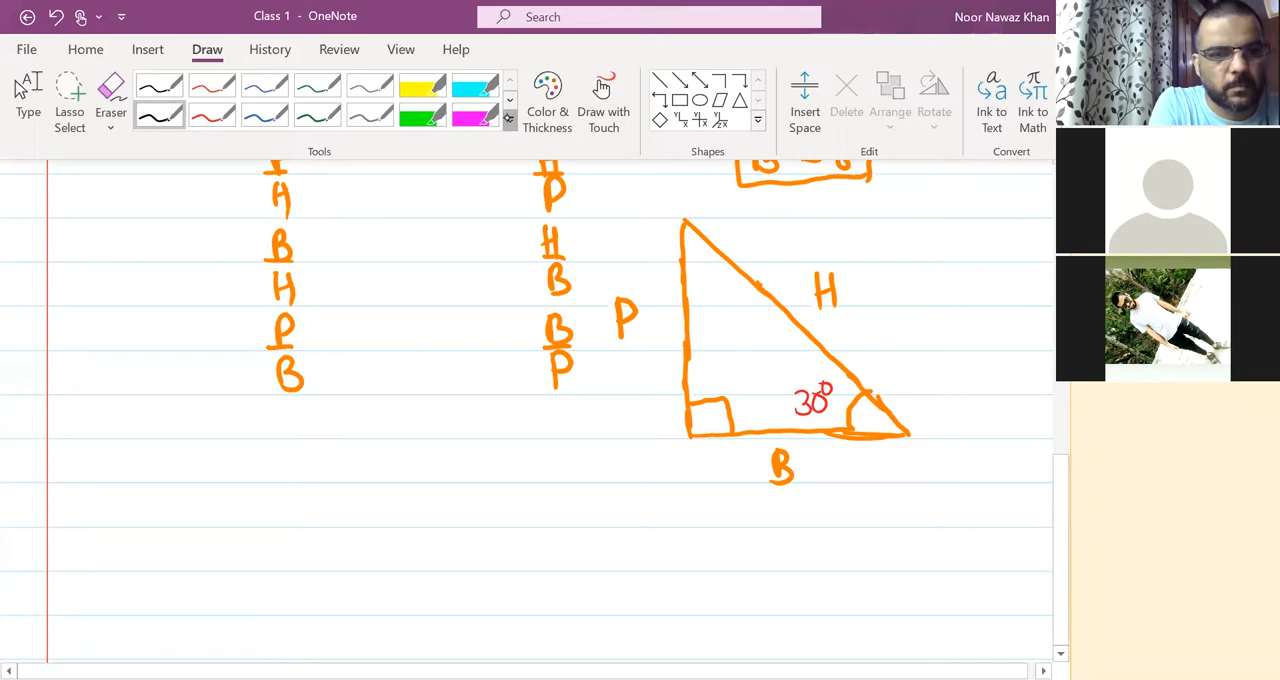 Class 1 - OneNote
Search
Noor Nawaz Khan
File Home Insert Draw History Review View Help
Type
Lasso Select
Eraser
Color & Thickness
Draw with Touch
Insert Space
Delete
Arrange
Rotate
Ink to Text
Ink to Math
Tools
Shapes
Edit
Convert
H
B
H
P
B
H
P
H
B
B
P
P
H
30°
B